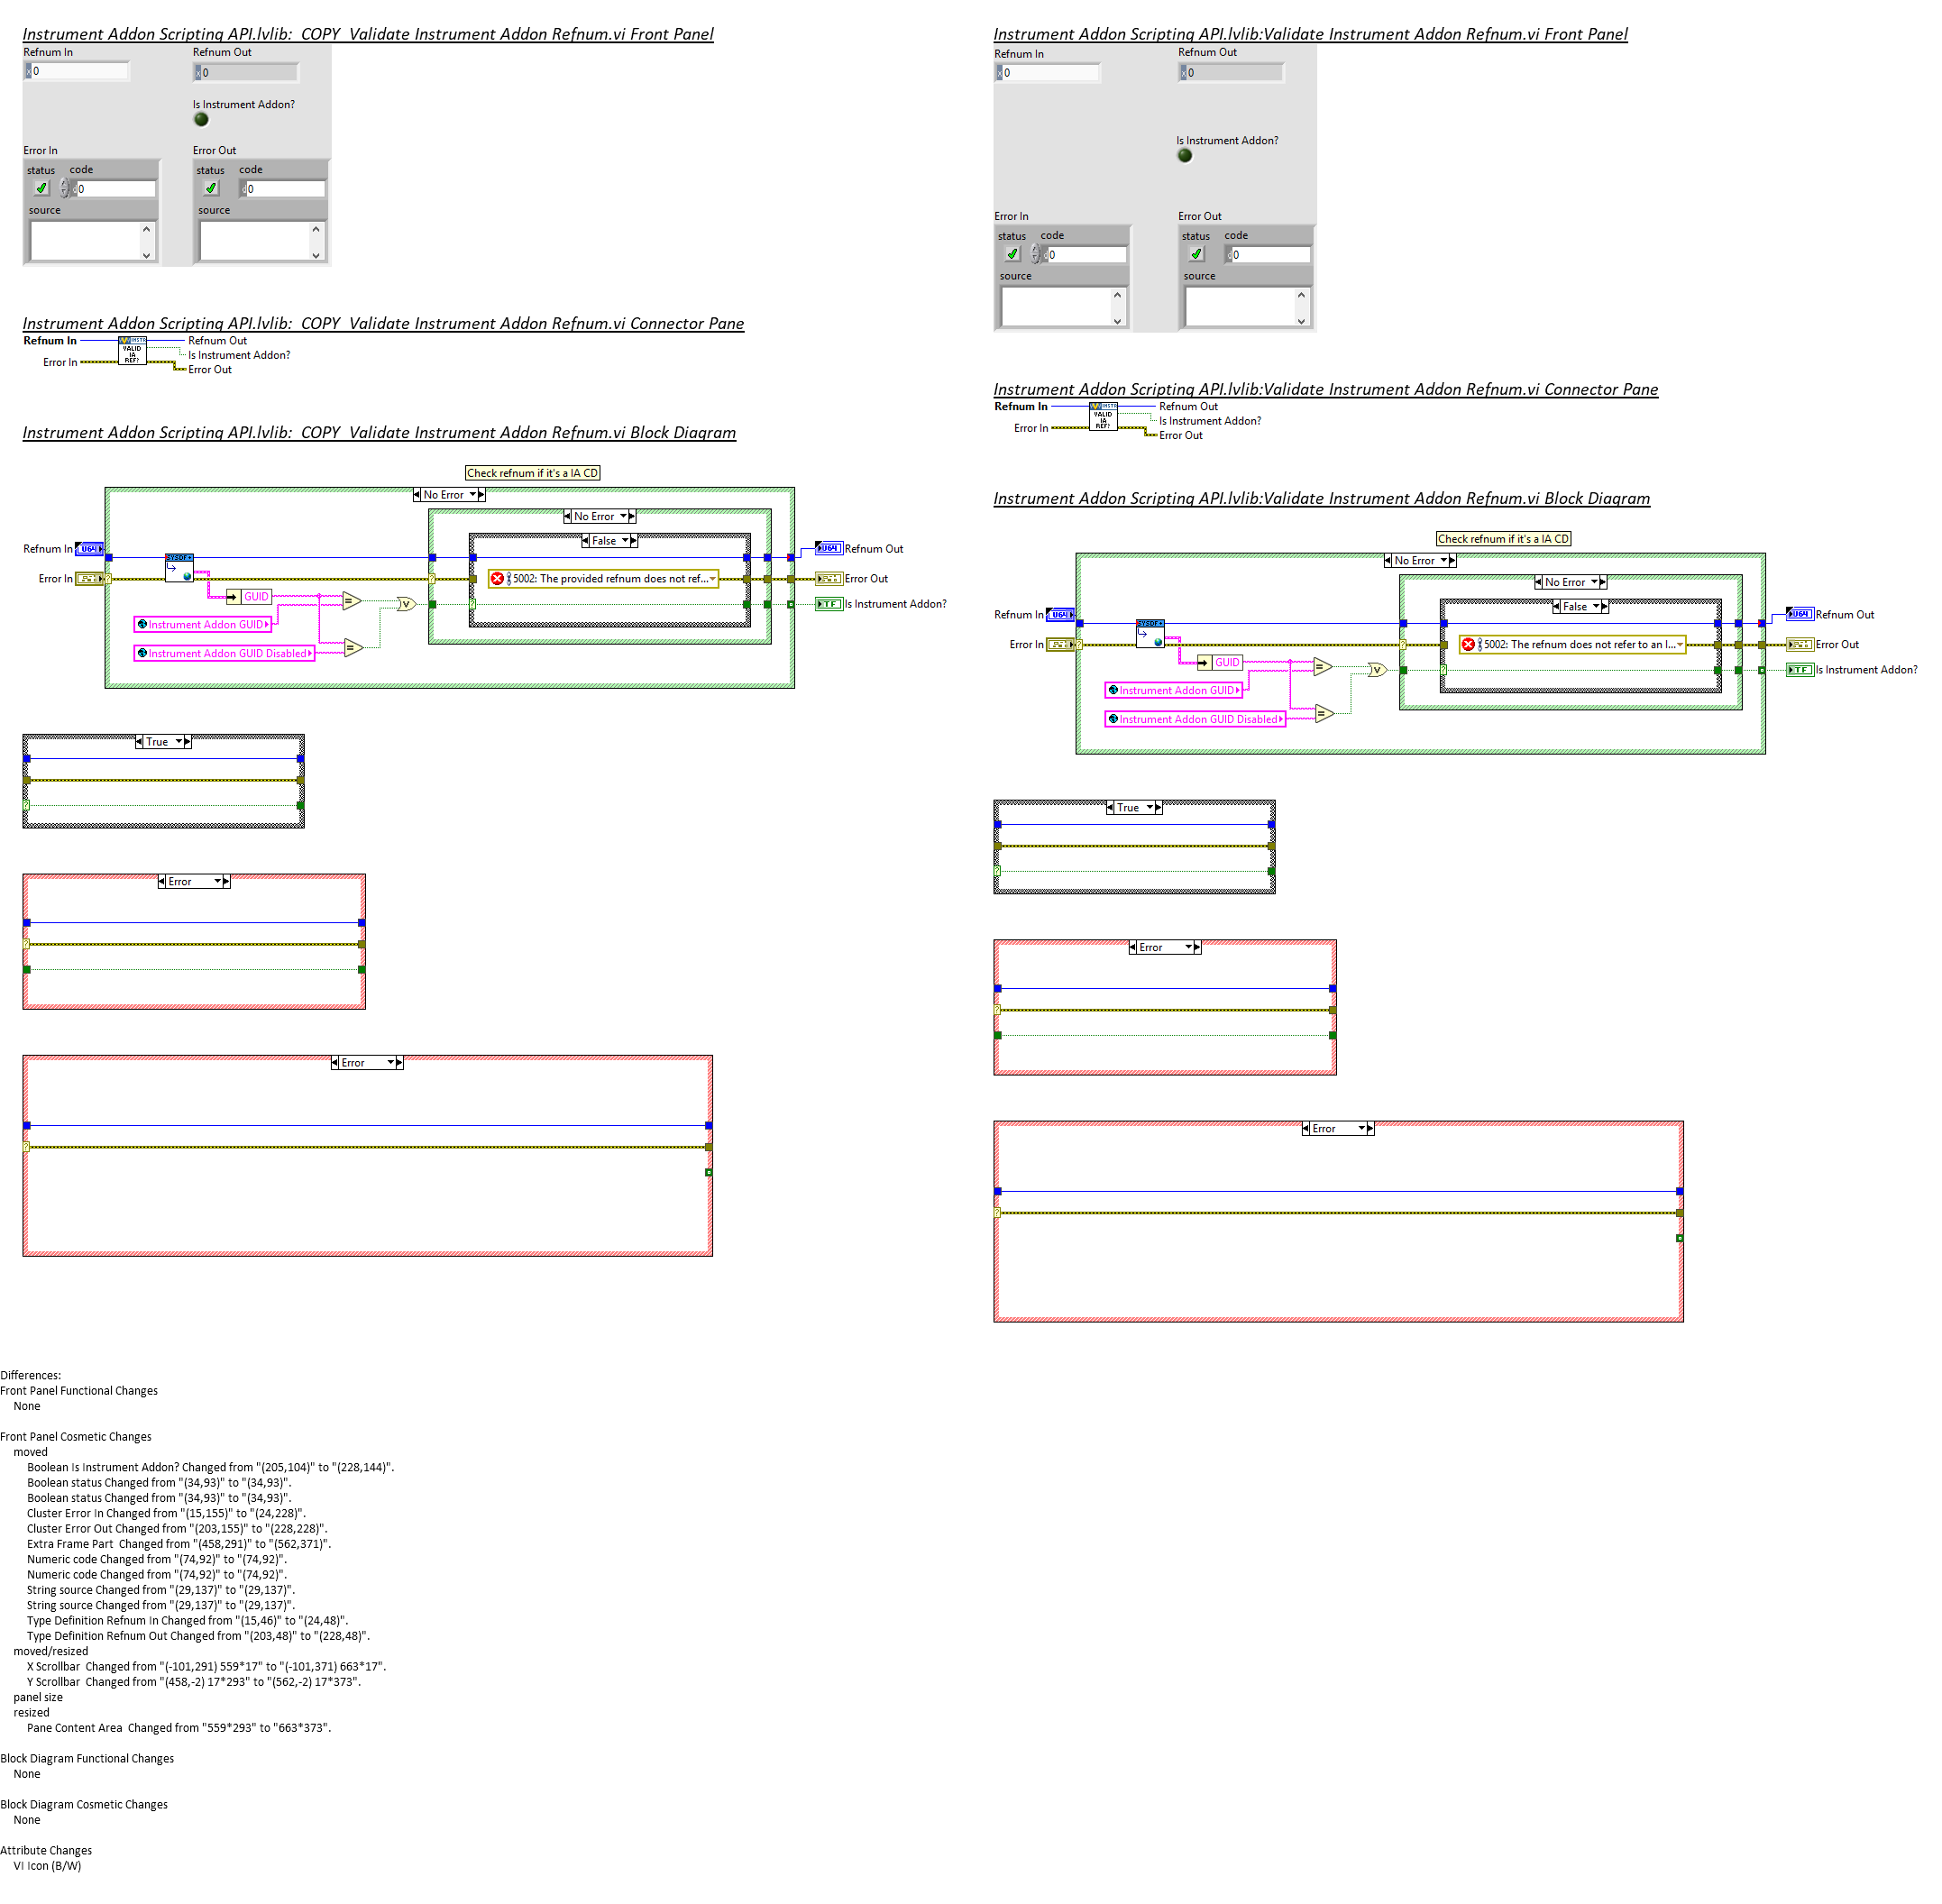 Instrument Addon Scripting API.lvlib:_COPY_Validate Instrument Addon Refnum.vi Front Panel
Refnum In
Refnum Out
0
0
Is Instrument Addon?
Error In
Error Out
status code
status code
0
0
source
source
Instrument Addon Scripting API.lvlib:_COPY_Validate Instrument Addon Refnum.vi Connector Pane
Refnum In
Refnum Out
INSTR
VALID
IA
REF?
Is Instrument Addon?
Error In
Error Out
Instrument Addon Scripting API.lvlib:_COPY_Validate Instrument Addon Refnum.vi Block Diagram
Check refnum if it's a IA CD
No Error
No Error
False
Refnum In
U64
SYSDF
U64
Refnum Out
Error In
5002: The provided refnum does not ref...
Error Out
GUID
TF
Is Instrument Addon?
Instrument Addon GUID
Instrument Addon GUID Disabled
True
Error
Error
Instrument Addon Scripting API.lvlib:Validate Instrument Addon Refnum.vi Front Panel
Refnum In
Refnum Out
0
0
Is Instrument Addon?
Error In
Error Out
status code
status code
0
0
source
source
Instrument Addon Scripting API.lvlib:Validate Instrument Addon Refnum.vi Connector Pane
Refnum In
Refnum Out
INSTR
VALID
IA
REF?
Is Instrument Addon?
Error In
Error Out
Instrument Addon Scripting API.lvlib:Validate Instrument Addon Refnum.vi Block Diagram
Check refnum if it's a IA CD
No Error
No Error
False
Refnum In
U64
SYSDF
U64
Refnum Out
Error In
5002: The refnum does not refer to an I...
Error Out
GUID
TF
Is Instrument Addon?
Instrument Addon GUID
Instrument Addon GUID Disabled
True
Error
Error
Differences:
Front Panel Functional Changes
None
Front Panel Cosmetic Changes
moved
Boolean Is Instrument Addon? Changed from "(205,104)" to "(228,144)".
Boolean status Changed from "(34,93)" to "(34,93)".
Boolean status Changed from "(34,93)" to "(34,93)".
Cluster Error In Changed from "(15,155)" to "(24,228)".
Cluster Error Out Changed from "(203,155)" to "(228,228)".
Extra Frame Part  Changed from "(458,291)" to "(562,371)".
Numeric code Changed from "(74,92)" to "(74,92)".
Numeric code Changed from "(74,92)" to "(74,92)".
String source Changed from "(29,137)" to "(29,137)".
String source Changed from "(29,137)" to "(29,137)".
Type Definition Refnum In Changed from "(15,46)" to "(24,48)".
Type Definition Refnum Out Changed from "(203,48)" to "(228,48)".
moved/resized
X Scrollbar  Changed from "(-101,291) 559*17" to "(-101,371) 663*17".
Y Scrollbar  Changed from "(458,-2) 17*293" to "(562,-2) 17*373".
panel size
resized
Pane Content Area  Changed from "559*293" to "663*373".
Block Diagram Functional Changes
None
Block Diagram Cosmetic Changes
None
Attribute Changes
VI Icon (B/W)